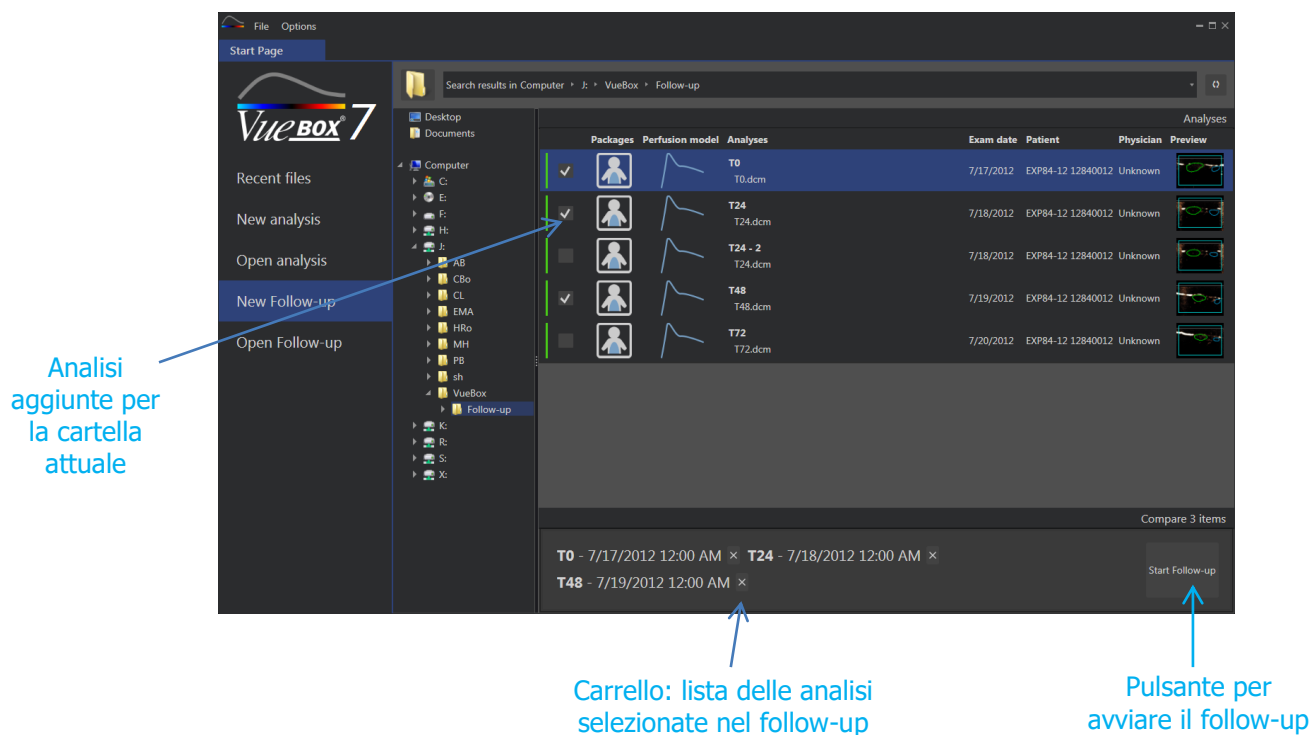 File Options
Start Page
Search results in Computer J: VueBox Follow-up
VUEBOX® 7
Recent files
New analysis
Open analysis
New Follow-up
Open Follow-up
Desktop
Documents
Computer
C:
E:
F:
H:
J:
AB
CBo
CL
EMA
HRo
MH
PB
sh
VueBox
Follow-up
K:
R:
S:
X:
Analyses
Packages Perfusion model Analyses Exam date Patient Physician Preview
T0
T0.dcm
7/17/2012 EXP84-12 12840012 Unknown
T24
T24.dcm
7/18/2012 EXP84-12 12840012 Unknown
T24 - 2
T24.dcm
7/18/2012 EXP84-12 12840012 Unknown
T48
T48.dcm
7/19/2012 EXP84-12 12840012 Unknown
T72
T72.dcm
7/20/2012 EXP84-12 12840012 Unknown
Compare 3 items
T0 - 7/17/2012 12:00 AM × T24 - 7/18/2012 12:00 AM ×
T48 - 7/19/2012 12:00 AM ×
Start Follow-up
Analisi
aggiunte per
la cartella
attuale
Carrello: lista delle analisi
selezionate nel follow-up
Pulsante per
avviare il follow-up